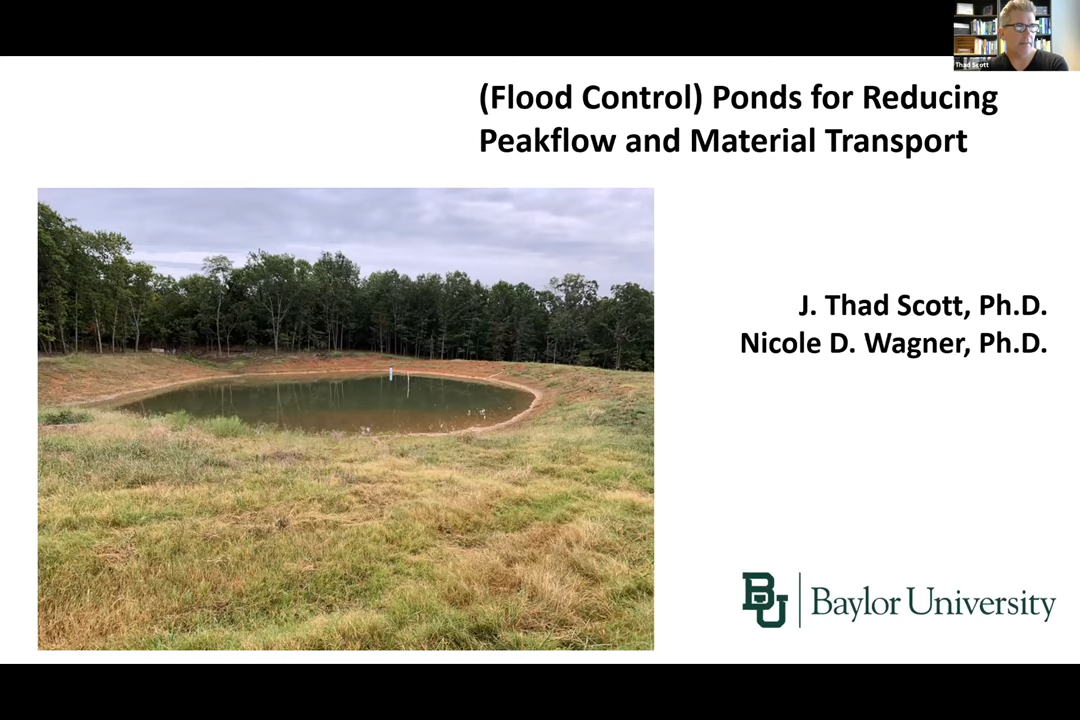 Thad Scott
(Flood Control) Ponds for Reducing
Peakflow and Material Transport
J. Thad Scott, Ph.D.
Nicole D. Wagner, Ph.D.
BU
Baylor University